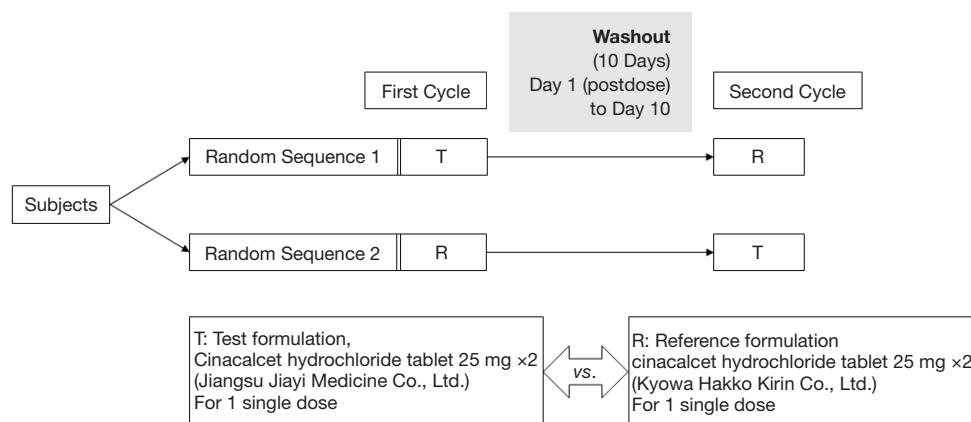 Washout
(10 Days)
Day 1 (postdose)
to Day 10
First Cycle
Second Cycle
Random Sequence 1
T
R
Subjects
Random Sequence 2
R
T
T: Test formulation,
Cinacalcet hydrochloride tablet 25 mg ×2
(Jiangsu Jiayi Medicine Co., Ltd.)
For 1 single dose
vs.
R: Reference formulation
cinacalcet hydrochloride tablet 25 mg ×2
(Kyowa Hakko Kirin Co., Ltd.)
For 1 single dose